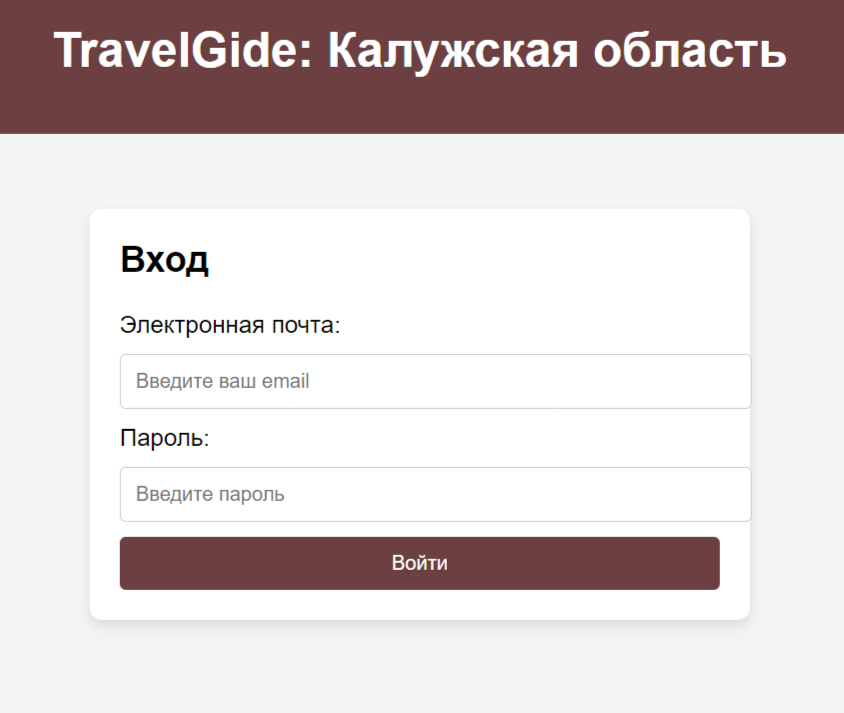 TravelGide: Калужская область
Вход
Электронная почта:
Введите ваш email
Пароль:
Введите пароль
Войти